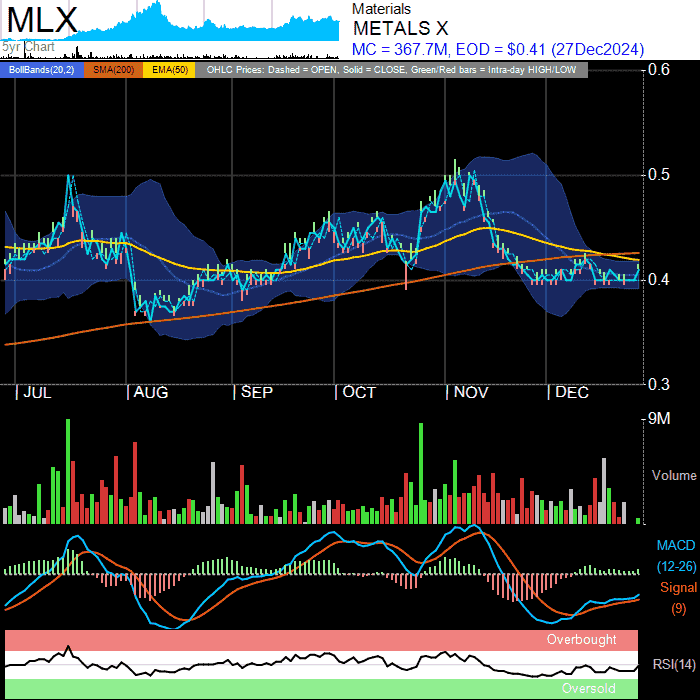 MLX
5yr Chart
Materials
METALS X
MC = 367.7M, EOD = $0.41 (27Dec2024)
BollBands(20,2) SMA(200) EMA(50) OHLC Prices: Dashed = OPEN, Solid = CLOSE, Green/Red bars = Intra-day HIGH/LOW
0.6
0.5
0.4
0.3
JUL AUG SEP OCT NOV DEC
9M
Volume
MACD
(12-26)
Signal
(9)
Overbought
RSI(14)
Oversold